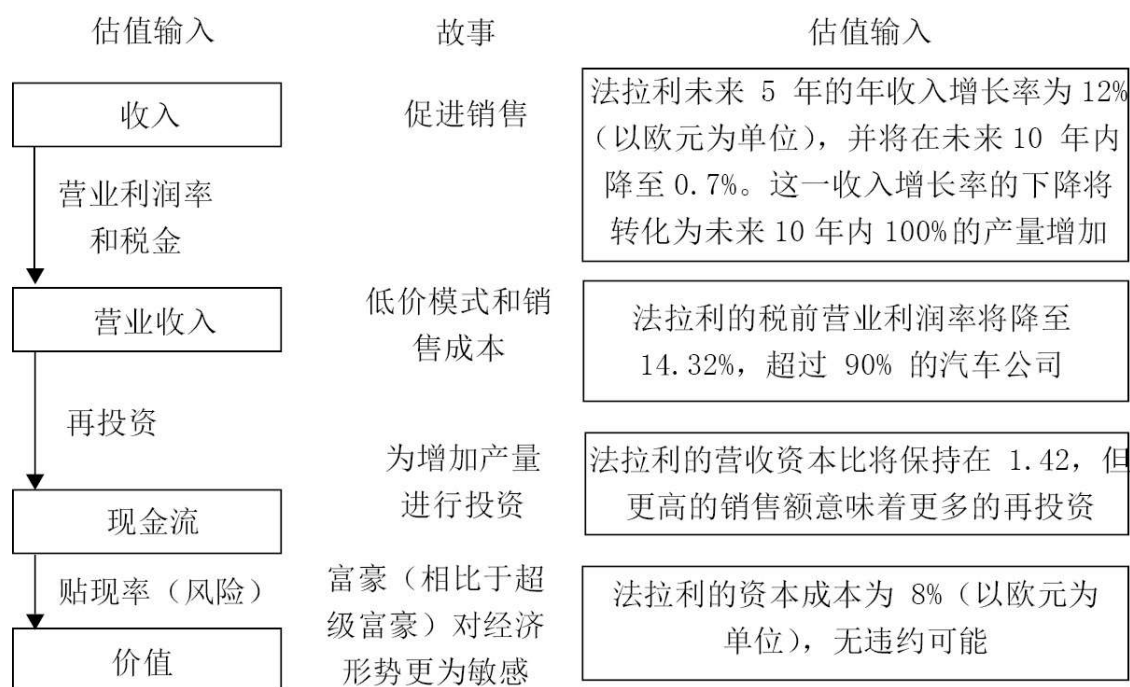 估值输入 故事 估值输入
收入
促进销售
法拉利未来 5 年的年收入增长率为 12%
(以欧元为单位),并将在未来 10 年内
降至 0.7%。这一收入增长率的下降将
转化为未来 10 年内 100%的产量增加
营业利润率
和税金
营业收入
低价模式和销
售成本
法拉利的税前营业利润率将降至
14.32%,超过 90% 的汽车公司
再投资
为增加产量
进行投资
法拉利的营收资本比将保持在 1.42,但
更高的销售额意味着更多的再投资
现金流
贴现率(风险)
富豪(相比于超
级富豪)对经济
形势更为敏感
法拉利的资本成本为 8%(以欧元为
单位),无违约可能
价值